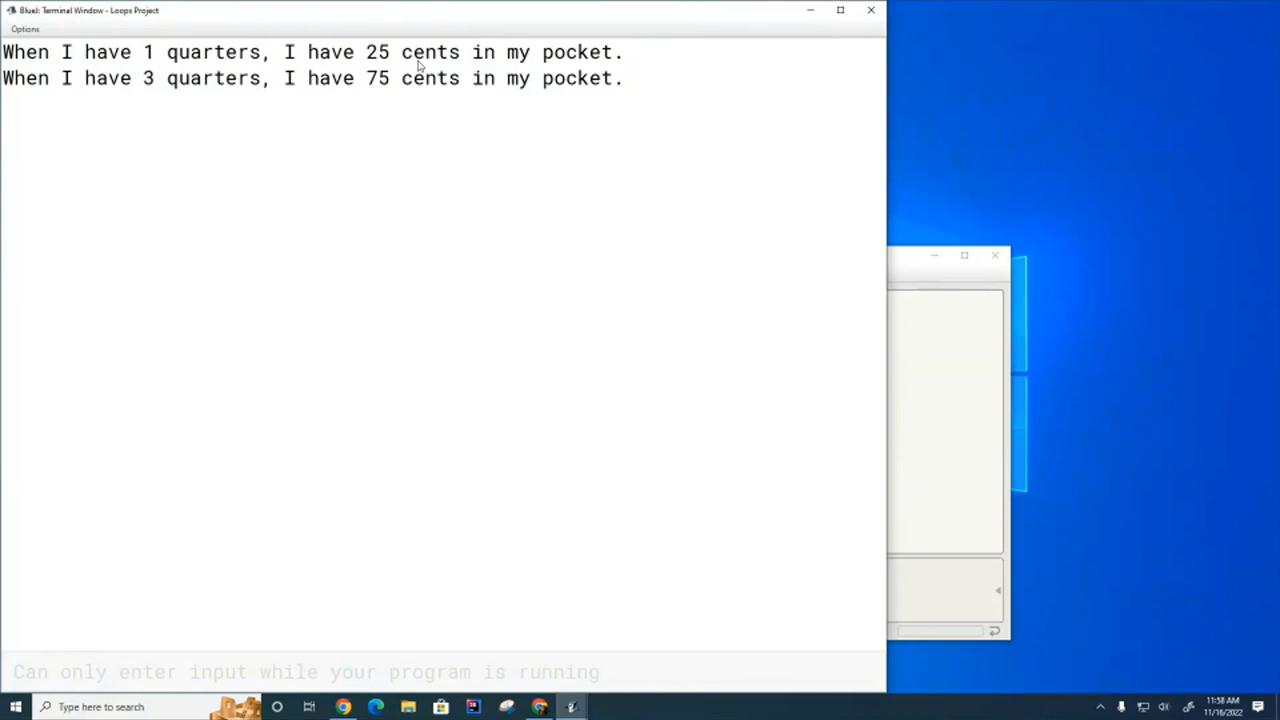 BlueJ: Terminal Window - Loops Project
Options
When I have 1 quarters, I have 25 cents in my pocket.
When I have 3 quarters, I have 75 cents in my pocket.
Can only enter input while your program is running
Type here to search
11:58 AM
11/16/2022